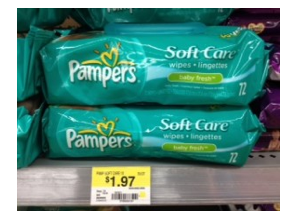 Pampers
Soft Care
wipes • lingettes
baby fresh
72
Pampers
Soft Care
wipes • lingettes
baby fresh
72
$1.97